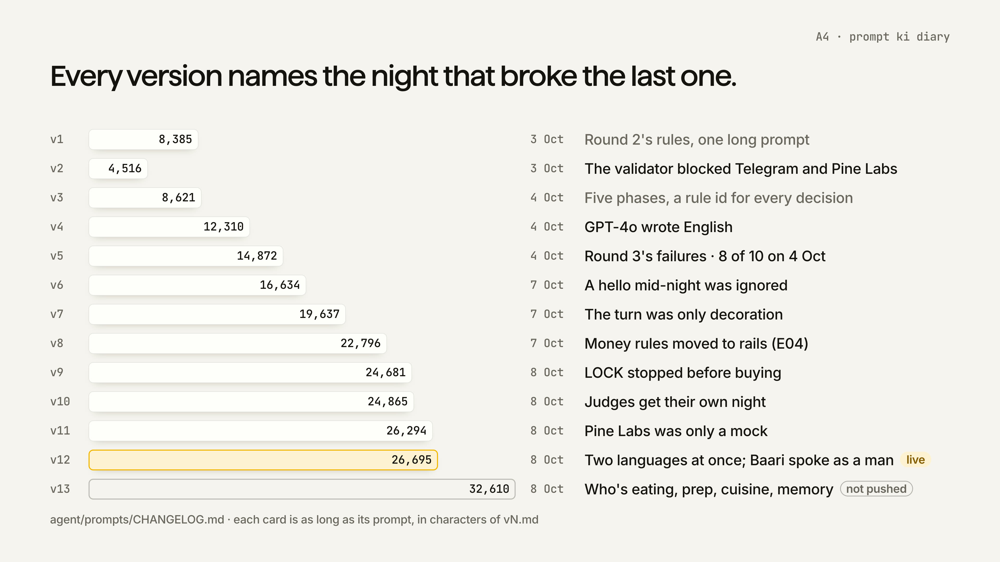 A4 · prompt ki diary
Every version names the night that broke the last one.
v1 8,385 3 Oct Round 2's rules, one long prompt
v2 4,516 3 Oct The validator blocked Telegram and Pine Labs
v3 8,621 4 Oct Five phases, a rule id for every decision
v4 12,310 4 Oct GPT-4o wrote English
v5 14,872 4 Oct Round 3's failures · 8 of 10 on 4 Oct
v6 16,634 7 Oct A hello mid-night was ignored
v7 19,637 7 Oct The turn was only decoration
v8 22,796 7 Oct Money rules moved to rails (E04)
v9 24,681 8 Oct LOCK stopped before buying
v10 24,865 8 Oct Judges get their own night
v11 26,294 8 Oct Pine Labs was only a mock
v12 26,695 8 Oct Two languages at once; Baari spoke as a man live
v13 32,610 8 Oct Who's eating, prep, cuisine, memory not pushed
agent/prompts/CHANGELOG.md · each card is as long as its prompt, in characters of vN.md